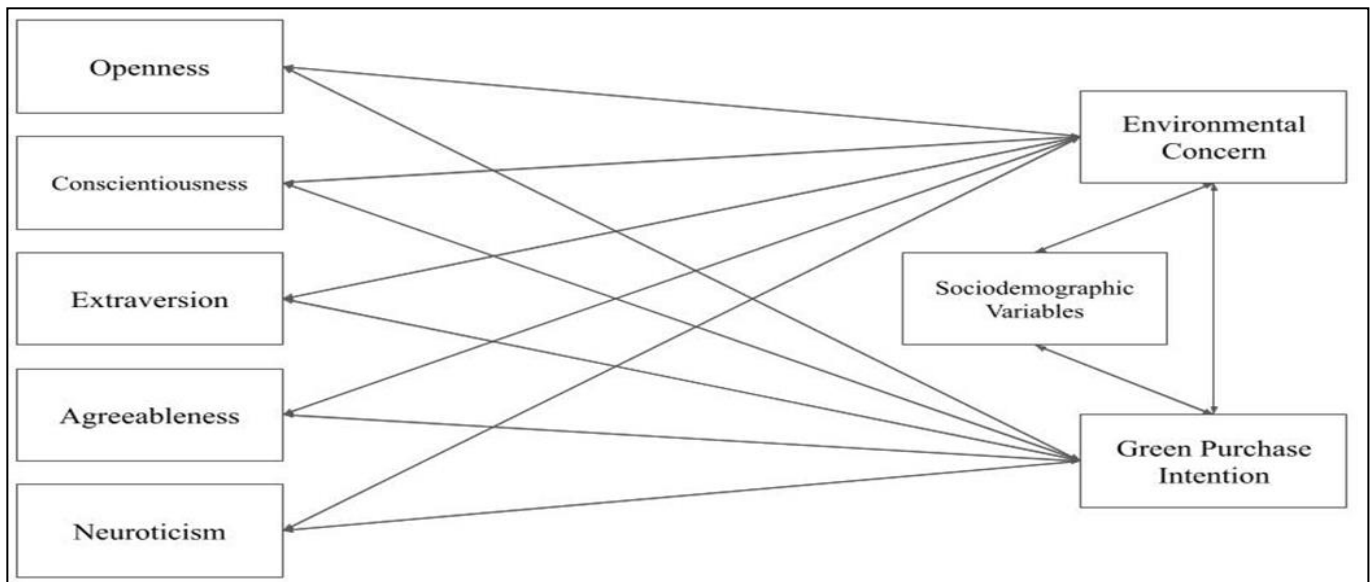 Openness
Conscientiousness
Extraversion
Agreeableness
Neuroticism
Environmental
Concern
Sociodemographic
Variables
Green Purchase
Intention